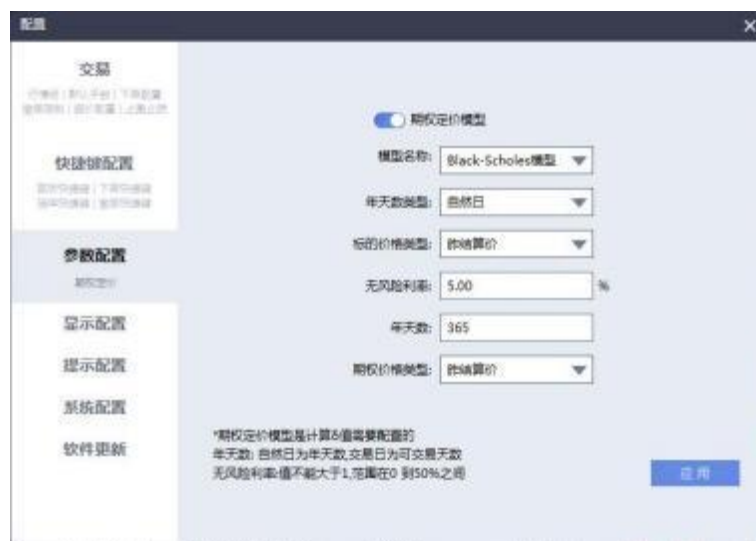 配置
交易
快捷键配置
参数配置
期权定价
显示配置
提示配置
系统配置
软件更新
期权定价模型
模型名称: Black-Scholes模型
年天数类型: 自然日
标的价格类型: 昨结算价
无风险利率: 5.00 %
年天数: 365
期权价格类型: 昨结算价
*期权定价模型是计算δ值需要配置的
年天数: 自然日为年天数,交易日为可交易天数
无风险利率:值不能大于1,范围在0 到50%之间
应用